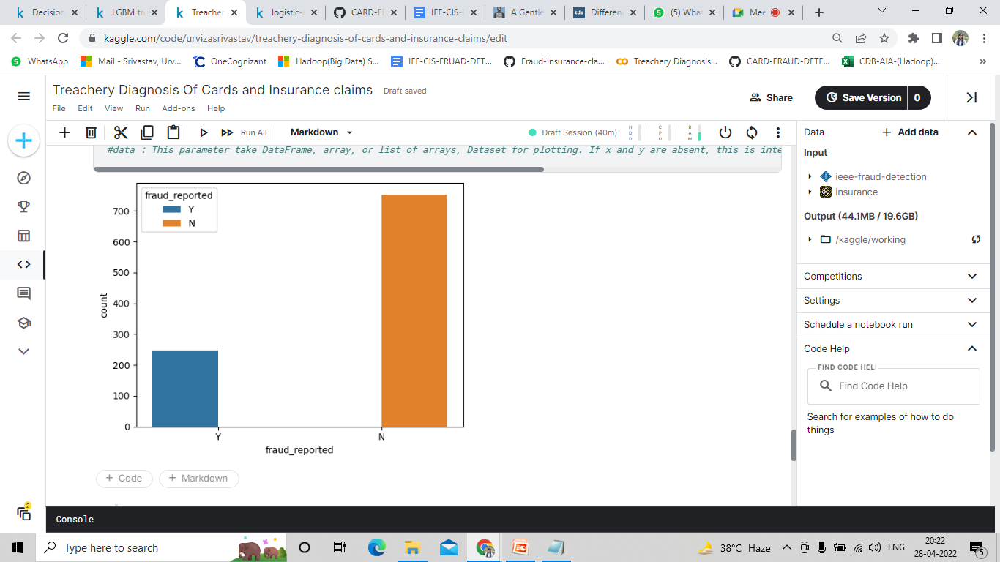 Decision
LGBM tr
Treacher
logistic-
CARD-F
IEE-CIS-
A Gentle
Differen
(5) What
Mee
kaggle.com/code/urvizasrivastav/treachery-diagnosis-of-cards-and-insurance-claims/edit
WhatsApp
Mail - Srivastav, Urv...
OneCognizant
Hadoop(Big Data) S...
IEE-CIS-FRUAD-DET...
Fraud-Insurance-cla...
Treachery Diagnosis...
CARD-FRAUD-DETE...
CDB-AIA-(Hadoop)...
»
Treachery Diagnosis Of Cards and Insurance claims
Draft saved
File Edit View Run Add-ons Help
Share
Save Version 0
Run All
Markdown
Draft Session (40m)
HDD
CPU
RAM
#data : This parameter take DataFrame, array, or list of arrays, Dataset for plotting. If x and y are absent, this is inte
fraud_reported
Y
N
700
600
500
400
300
200
100
0
count
Y N
fraud_reported
+ Code
+ Markdown
Data
+ Add data
Input
ieee-fraud-detection
insurance
Output (44.1MB / 19.6GB)
/kaggle/working
Competitions
Settings
Schedule a notebook run
Code Help
FIND CODE HEL
Find Code Help
Search for examples of how to do
things
2
Console
Type here to search
38°C Haze
ENG
20:22
28-04-2022
5